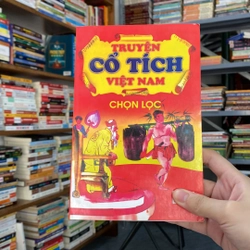 TRUYỆN
CỔ TÍCH
VIỆT NAM
CHỌN LỌC